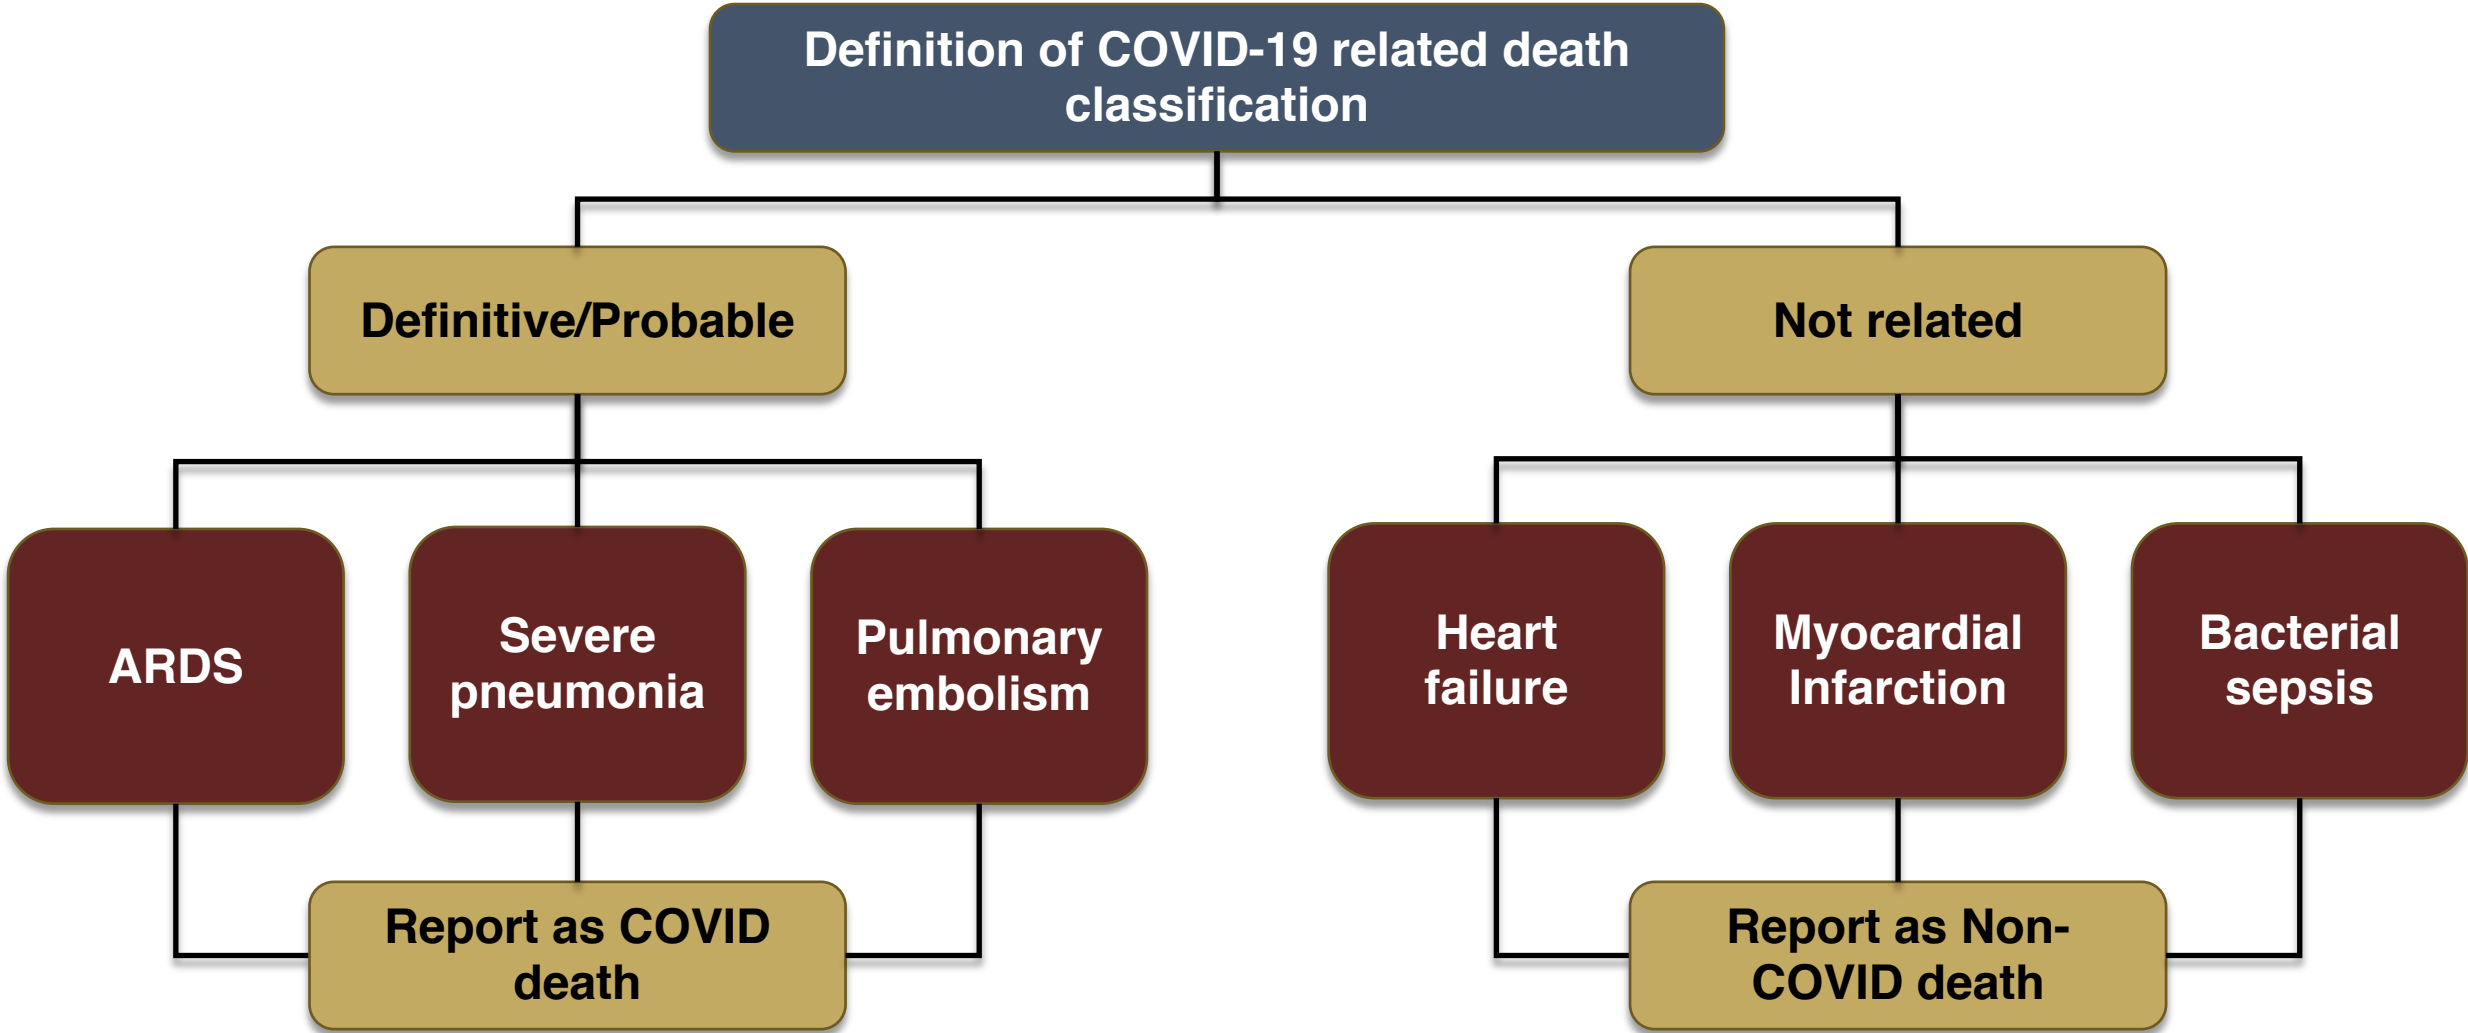 Definition of COVID-19 related death
classification
Definitive/Probable
Not related
ARDS
Severe
pneumonia
Pulmonary
embolism
Heart
failure
Myocardial
Infarction
Bacterial
sepsis
Report as COVID
death
Report as Non-
COVID death